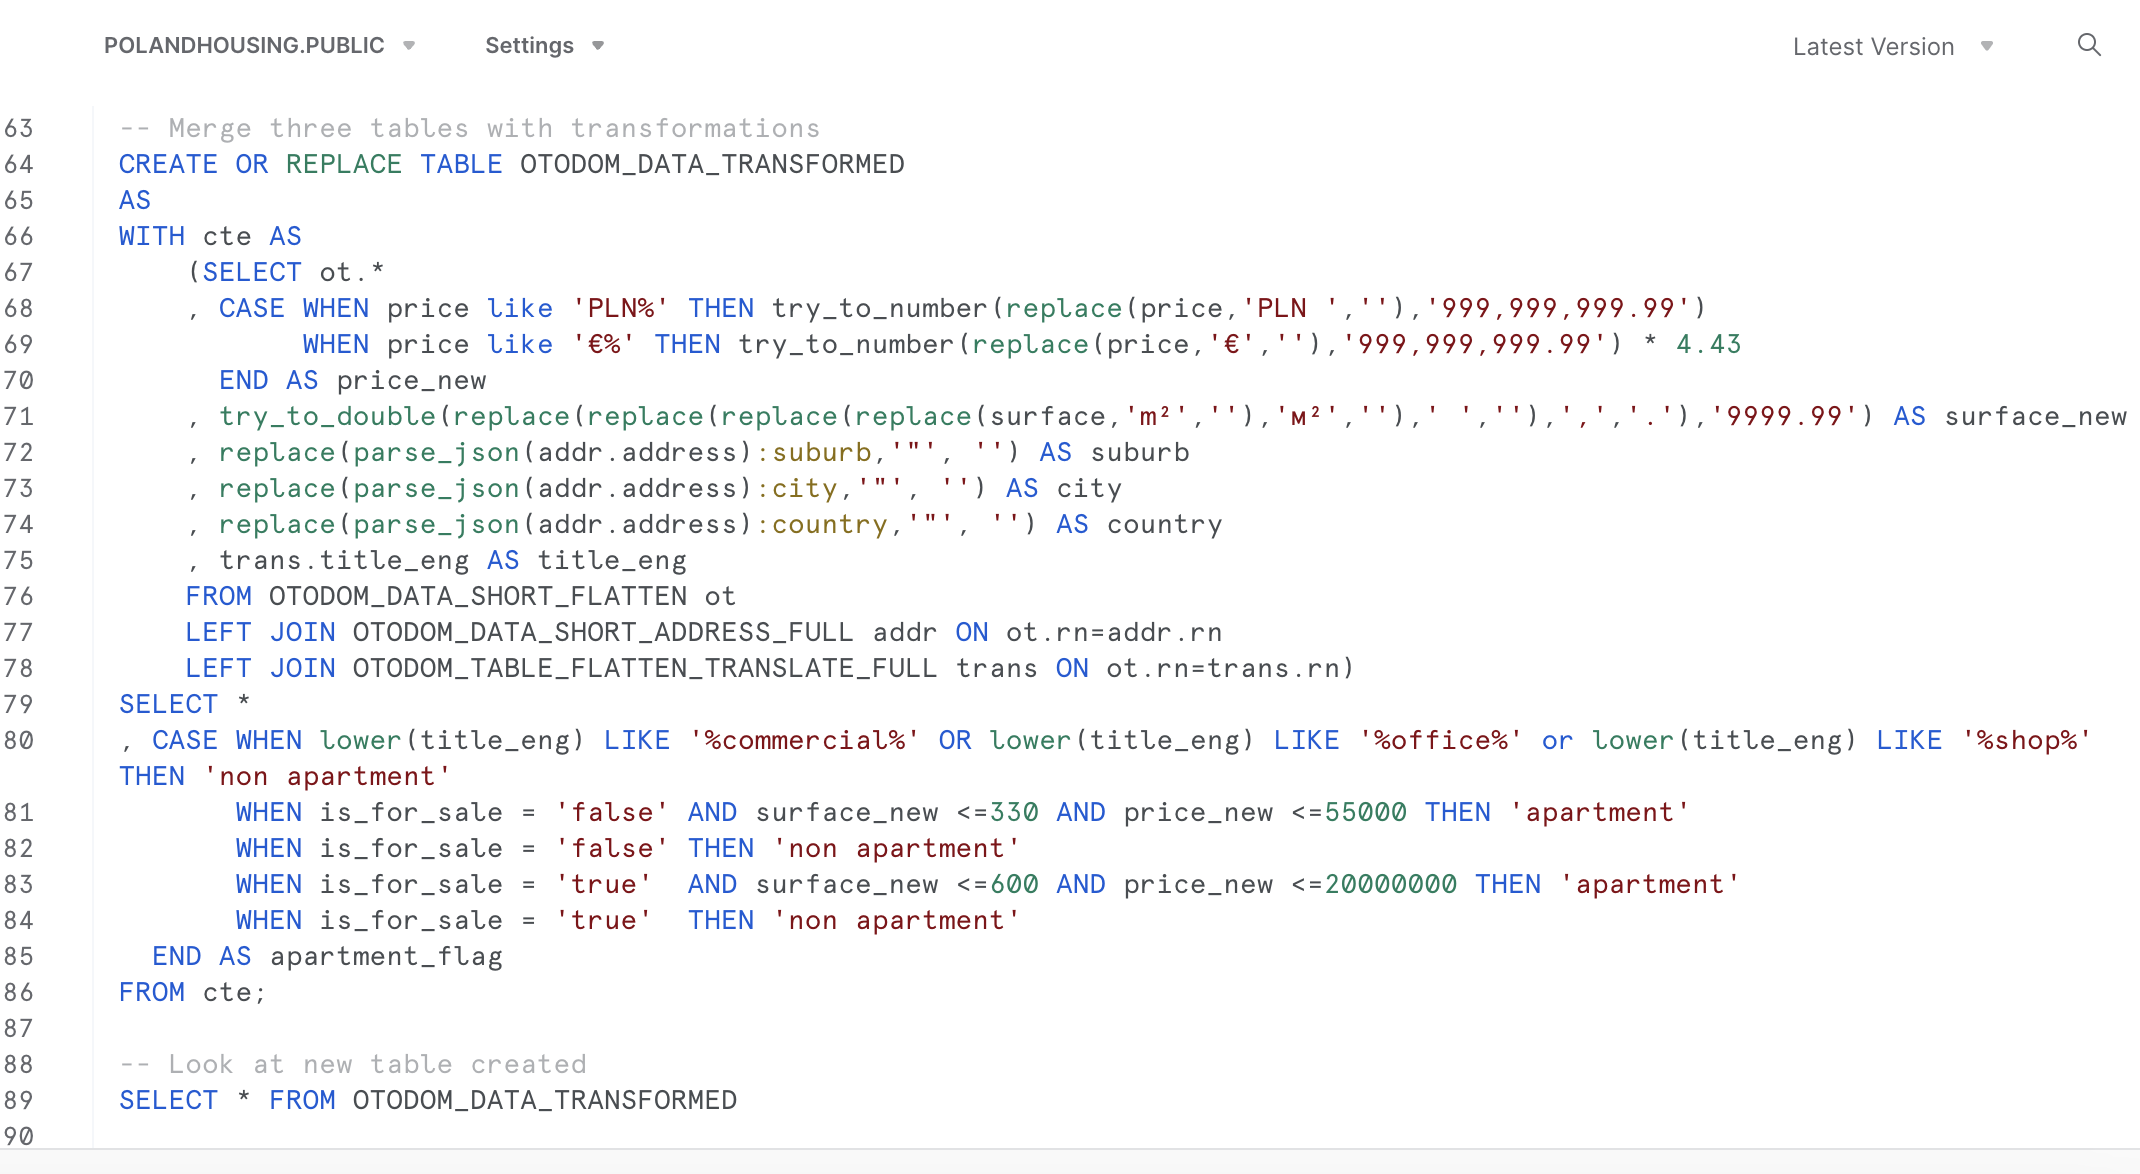 POLANDHOUSING.PUBLIC Settings Latest Version
63 -- Merge three tables with transformations
64 CREATE OR REPLACE TABLE OTODOM_DATA_TRANSFORMED
65 AS
66 WITH cte AS
67 (SELECT ot.*
68 , CASE WHEN price like 'PLN%' THEN try_to_number(replace(price,'PLN ',''),'999,999,999.99')
69 WHEN price like '€%' THEN try_to_number(replace(price,'€',''),'999,999,999.99') * 4.43
70 END AS price_new
71 , try_to_double(replace(replace(replace(replace(surface,'m²',''),'м²',''),' ',''),',','.'),'9999.99') AS surface_new
72 , replace(parse_json(addr.address):suburb,'"', '') AS suburb
73 , replace(parse_json(addr.address):city,'"', '') AS city
74 , replace(parse_json(addr.address):country,'"', '') AS country
75 , trans.title_eng AS title_eng
76 FROM OTODOM_DATA_SHORT_FLATTEN ot
77 LEFT JOIN OTODOM_DATA_SHORT_ADDRESS_FULL addr ON ot.rn=addr.rn
78 LEFT JOIN OTODOM_TABLE_FLATTEN_TRANSLATE_FULL trans ON ot.rn=trans.rn)
79 SELECT *
80 , CASE WHEN lower(title_eng) LIKE '%commercial%' OR lower(title_eng) LIKE '%office%' or lower(title_eng) LIKE '%shop%'
THEN 'non apartment'
81 WHEN is_for_sale = 'false' AND surface_new <=330 AND price_new <=55000 THEN 'apartment'
82 WHEN is_for_sale = 'false' THEN 'non apartment'
83 WHEN is_for_sale = 'true'  AND surface_new <=600 AND price_new <=20000000 THEN 'apartment'
84 WHEN is_for_sale = 'true'  THEN 'non apartment'
85 END AS apartment_flag
86 FROM cte;
87
88 -- Look at new table created
89 SELECT * FROM OTODOM_DATA_TRANSFORMED
90